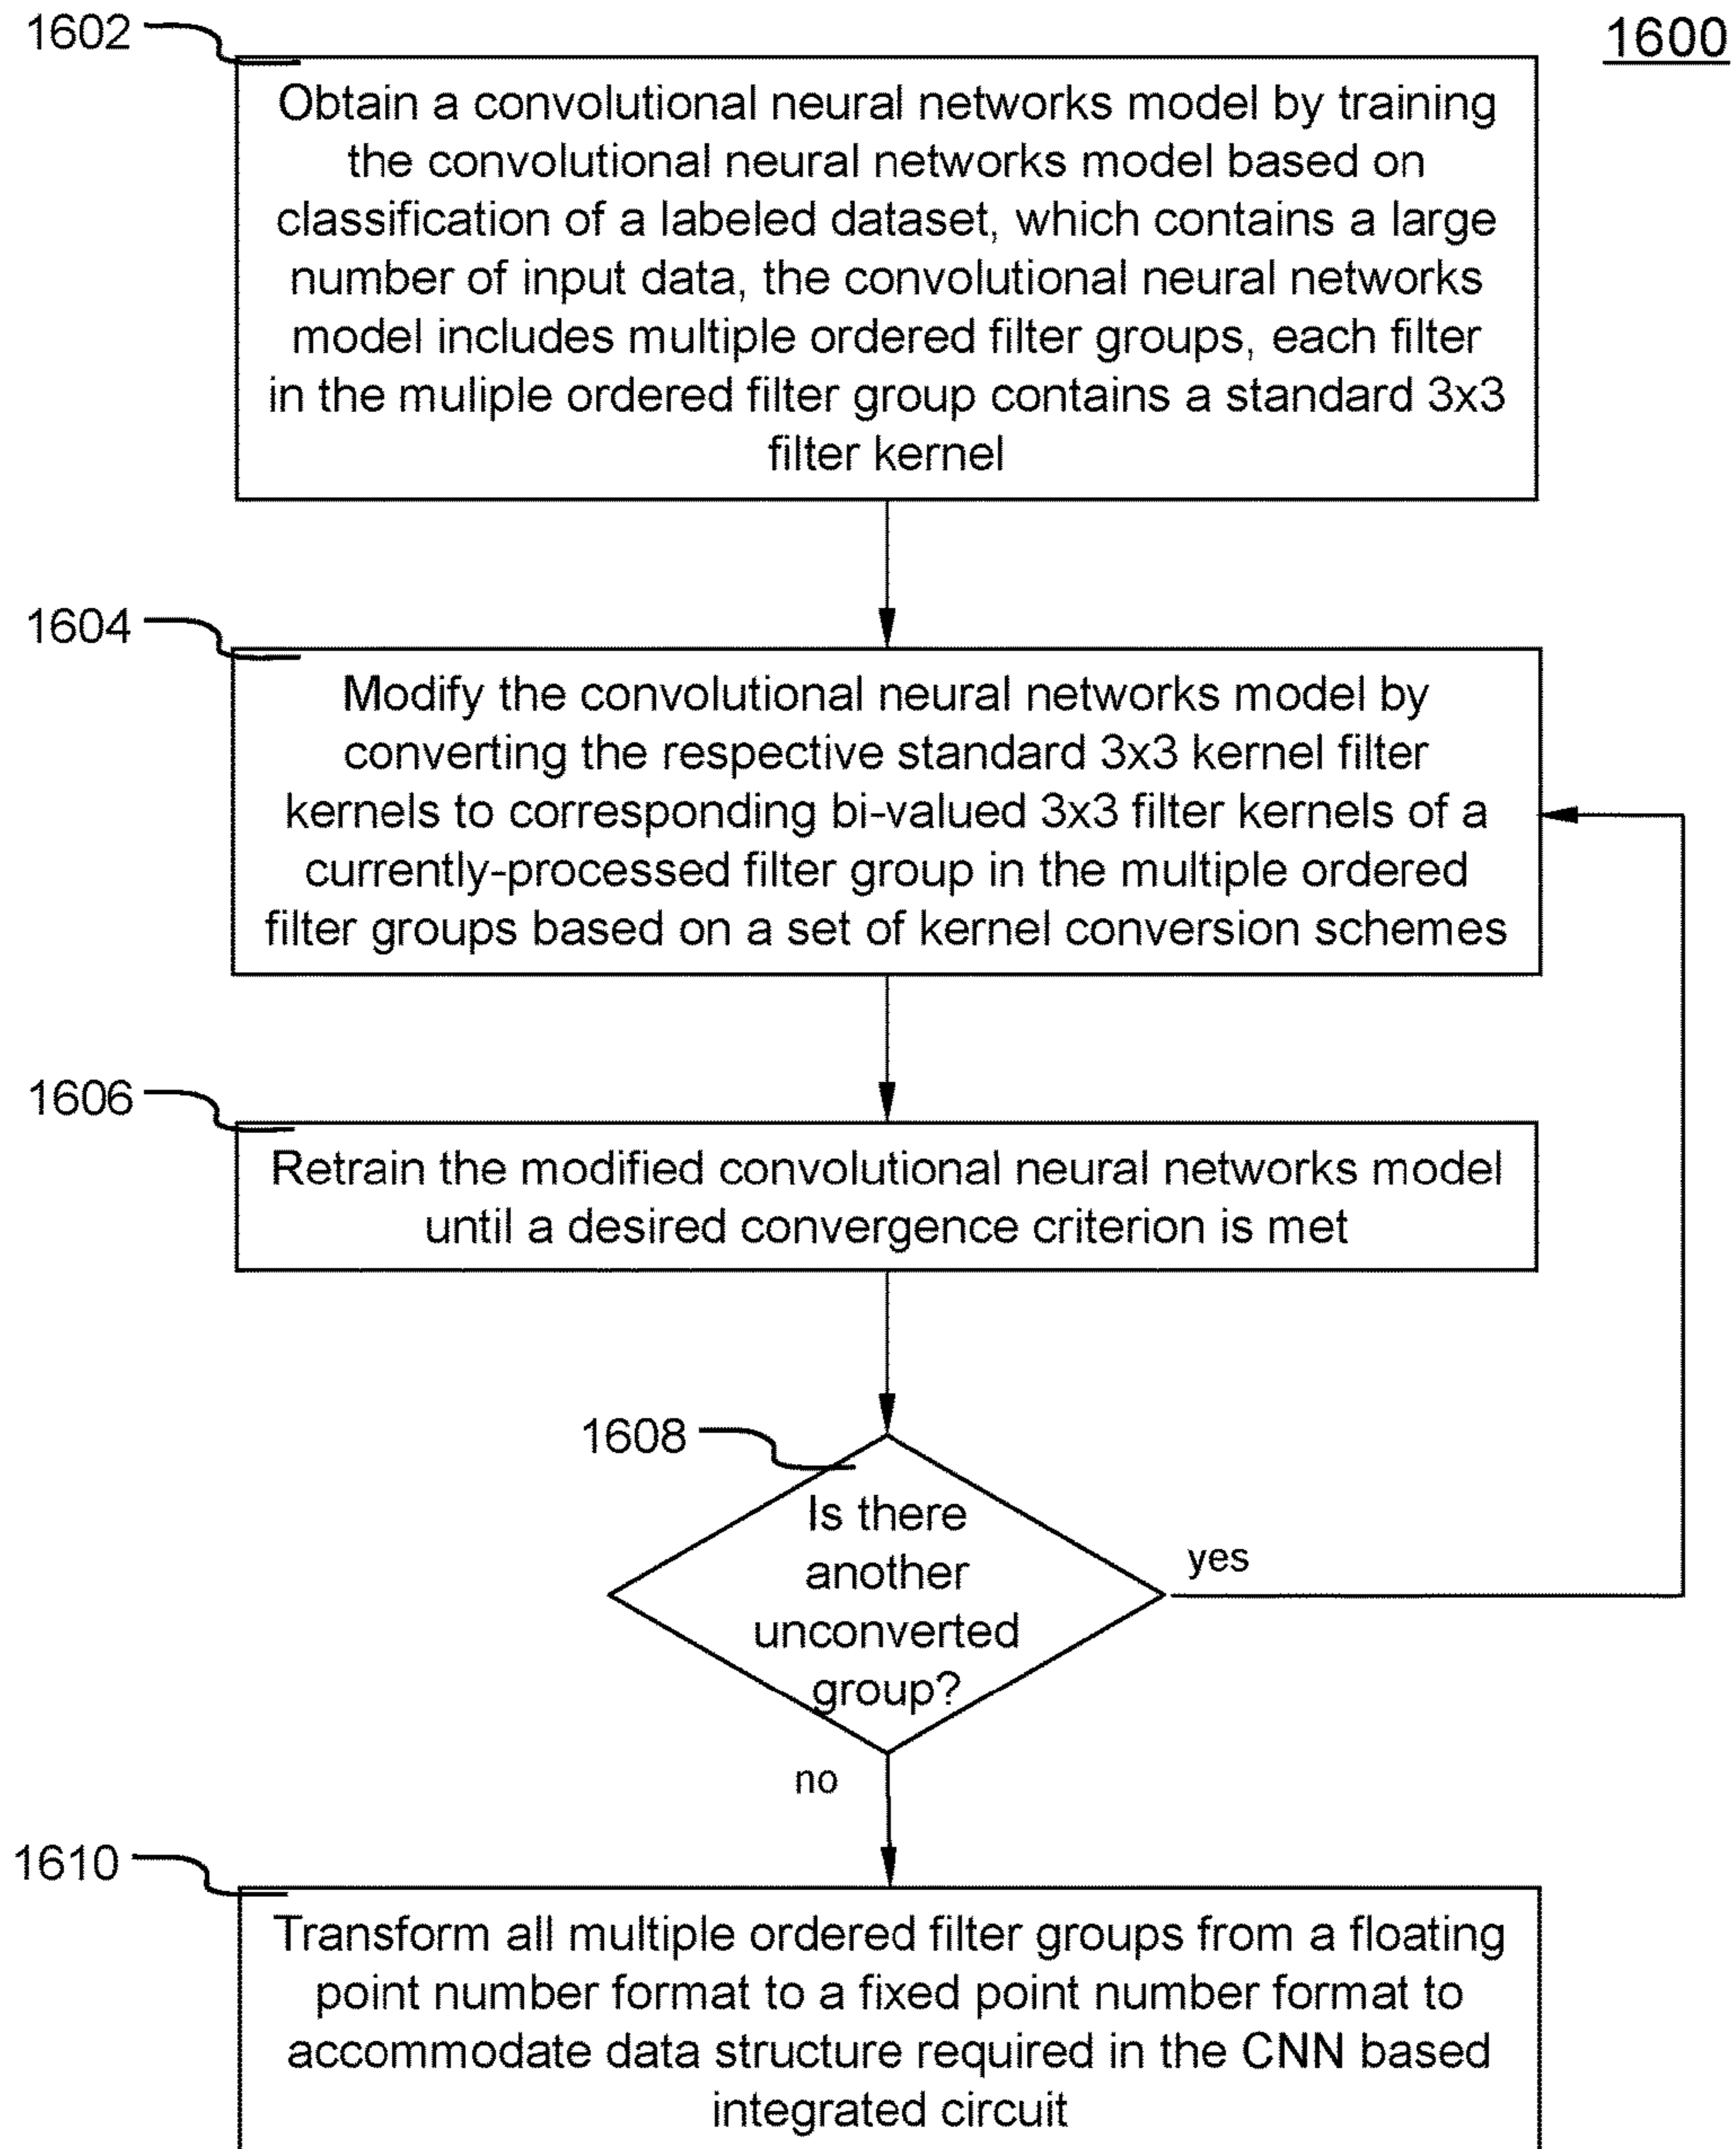 1602
1600
Obtain a convolutional neural networks model by training
the convolutional neural networks model based on
classification of a labeled dataset, which contains a large
number of input data, the convolutional neural networks
model includes multiple ordered filter groups, each filter
in the muliple ordered filter group contains a standard 3x3
filter kernel
1604
Modify the convolutional neural networks model by
converting the respective standard 3x3 kernel filter
kernels to corresponding bi-valued 3x3 filter kernels of a
currently-processed filter group in the multiple ordered
filter groups based on a set of kernel conversion schemes
1606
Retrain the modified convolutional neural networks model
until a desired convergence criterion is met
1608
Is there
another
unconverted
group?
yes
no
1610
Transform all multiple ordered filter groups from a floating
point number format to a fixed point number format to
accommodate data structure required in the CNN based
integrated circuit